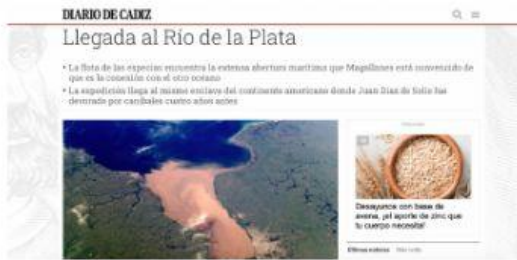 DIARIO DE CADIZ
Llegada al Río de la Plata
• La flota de las especias encuentra la extensa abertura marítima que Magallanes está convencido de
que es la conexión con el otro océano
• La expedición llega al mismo enclave del continente americano donde Juan Díaz de Solís fue
devorado por caníbales cuatro años antes
Desayunos con base de
avena, ¡el aporte de zinc que
tu cuerpo necesita!
Últimas noticias